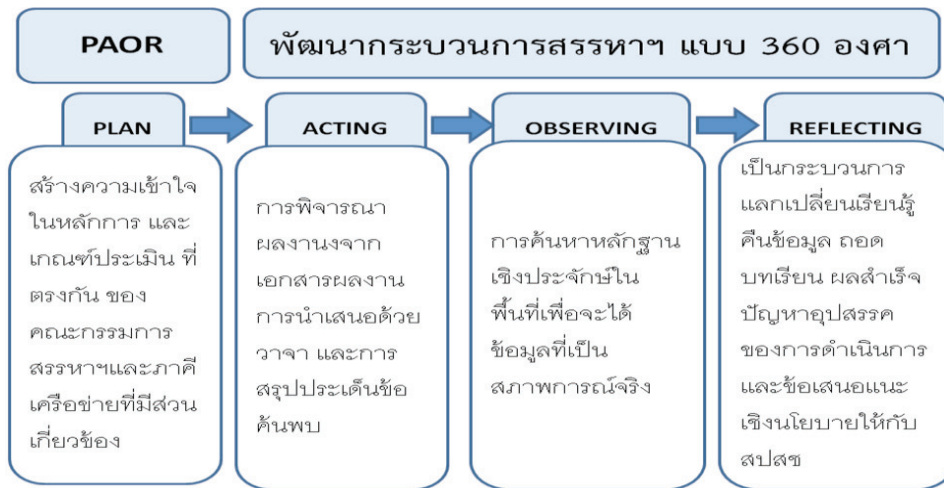 PAOR
พัฒนากระบวนการสรรหาฯ แบบ 360 องศา
PLAN
สร้างความเข้าใจ
ในหลักการ และ
เกณฑ์ประเมิน ที่
ตรงกัน ของ
คณะกรรมการ
สรรหาฯและภาคี
เครือข่ายที่มีส่วน
เกี่ยวข้อง
ACTING
การพิจารณา
ผลงานงจาก
เอกสารผลงาน
การนำเสนอด้วย
วาจา และการ
สรุปประเด็นข้อ
ค้นพบ
OBSERVING
การค้นหาหลักฐาน
เชิงประจักษ์ใน
พื้นที่เพื่อจะได้
ข้อมูลที่เป็น
สภาพการณ์จริง
REFLECTING
เป็นกระบวนการ
แลกเปลี่ยนเรียนรู้
คืนข้อมูล ถอด
บทเรียน ผลสำเร็จ
ปัญหาอุปสรรค
ของการดำเนินการ
และข้อเสนอแนะ
เชิงนโยบายให้กับ
สปสช